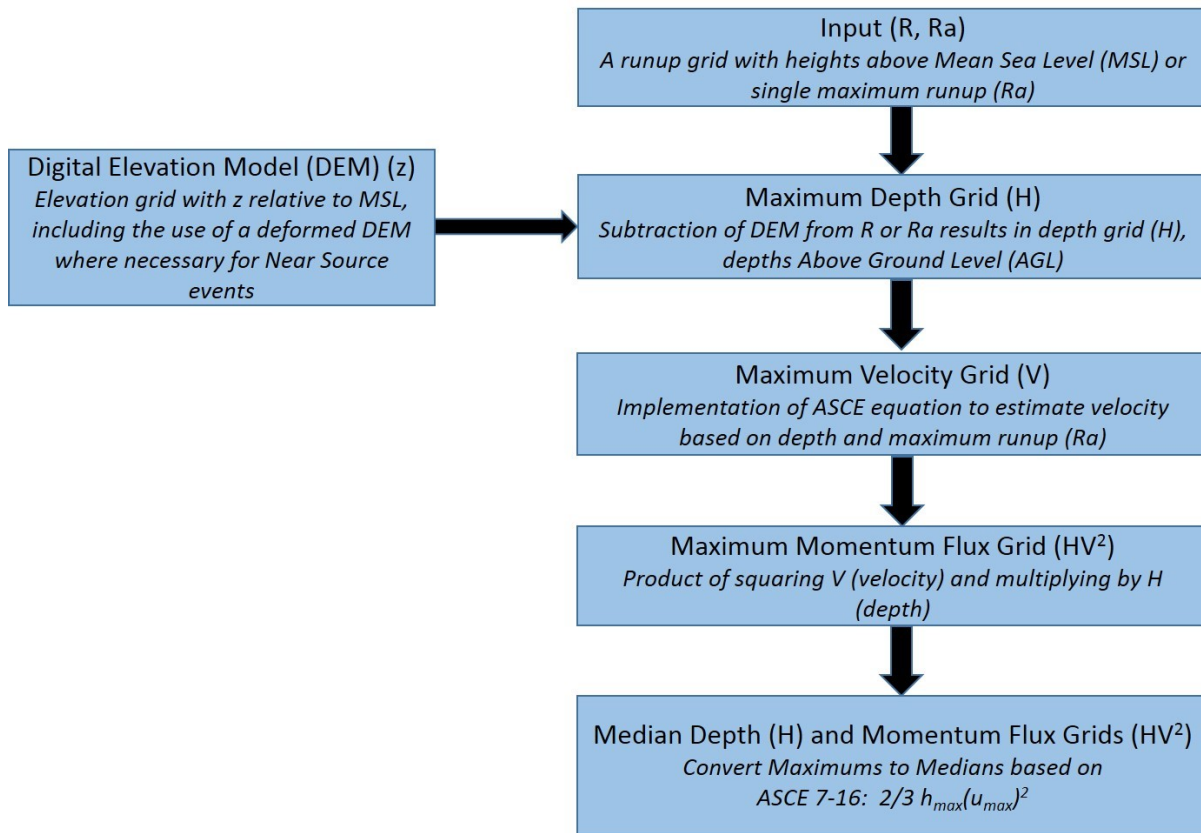 Input (R, Ra)
A runup grid with heights above Mean Sea Level (MSL) or
single maximum runup (Ra)
Digital Elevation Model (DEM) (z)
Elevation grid with z relative to MSL,
including the use of a deformed DEM
where necessary for Near Source
events
Maximum Depth Grid (H)
Subtraction of DEM from R or Ra results in depth grid (H),
depths Above Ground Level (AGL)
Maximum Velocity Grid (V)
Implementation of ASCE equation to estimate velocity
based on depth and maximum runup (Ra)
Maximum Momentum Flux Grid (HV²)
Product of squaring V (velocity) and multiplying by H
(depth)
Median Depth (H) and Momentum Flux Grids (HV²)
Convert Maximums to Medians based on
ASCE 7-16: 2/3 hₘₐₓ(uₘₐₓ)²